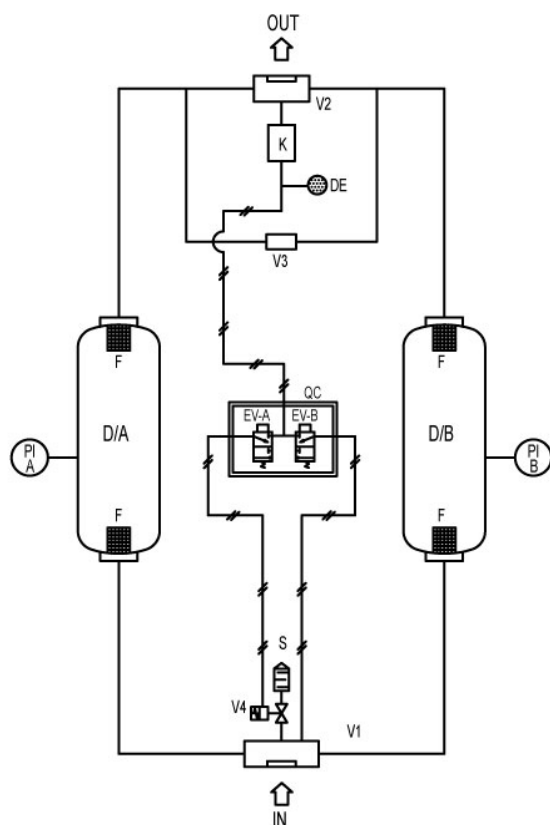 OUT
V2
K
DE
V3
F
F
QC
EV-A
EV-B
D/A
D/B
PI
A
PI
B
F
F
S
V4
V1
IN